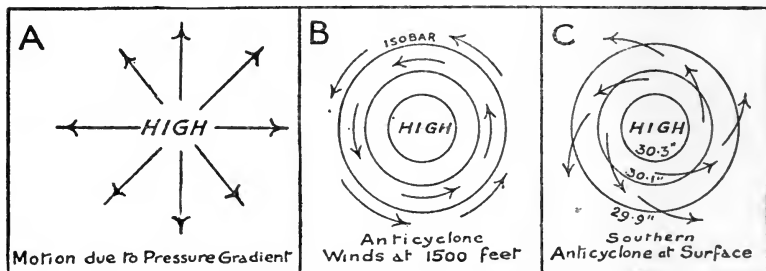 A
HIGH
Motion due to Pressure Gradient
B
ISOBAR
HIGH
Anticyclone
Winds at 1500 feet
C
HIGH
30.3"
30.1"
29.9"
Southern
Anticyclone at Surface